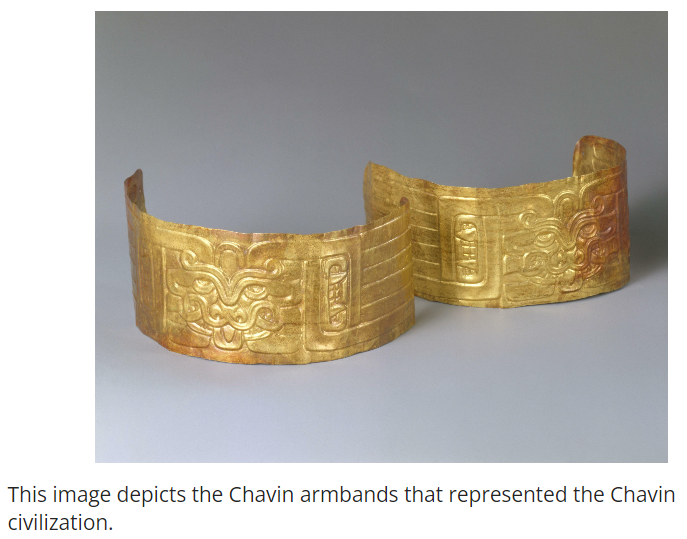 This image depicts the Chavin armbands that represented the Chavin
civilization.